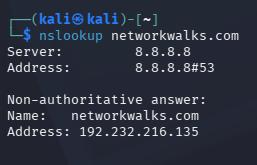 ┌──(kali㉿kali)-[~]
└─$ nslookup networkwalks.com
Server:         8.8.8.8
Address:        8.8.8.8#53

Non-authoritative answer:
Name:   networkwalks.com
Address: 192.232.216.135